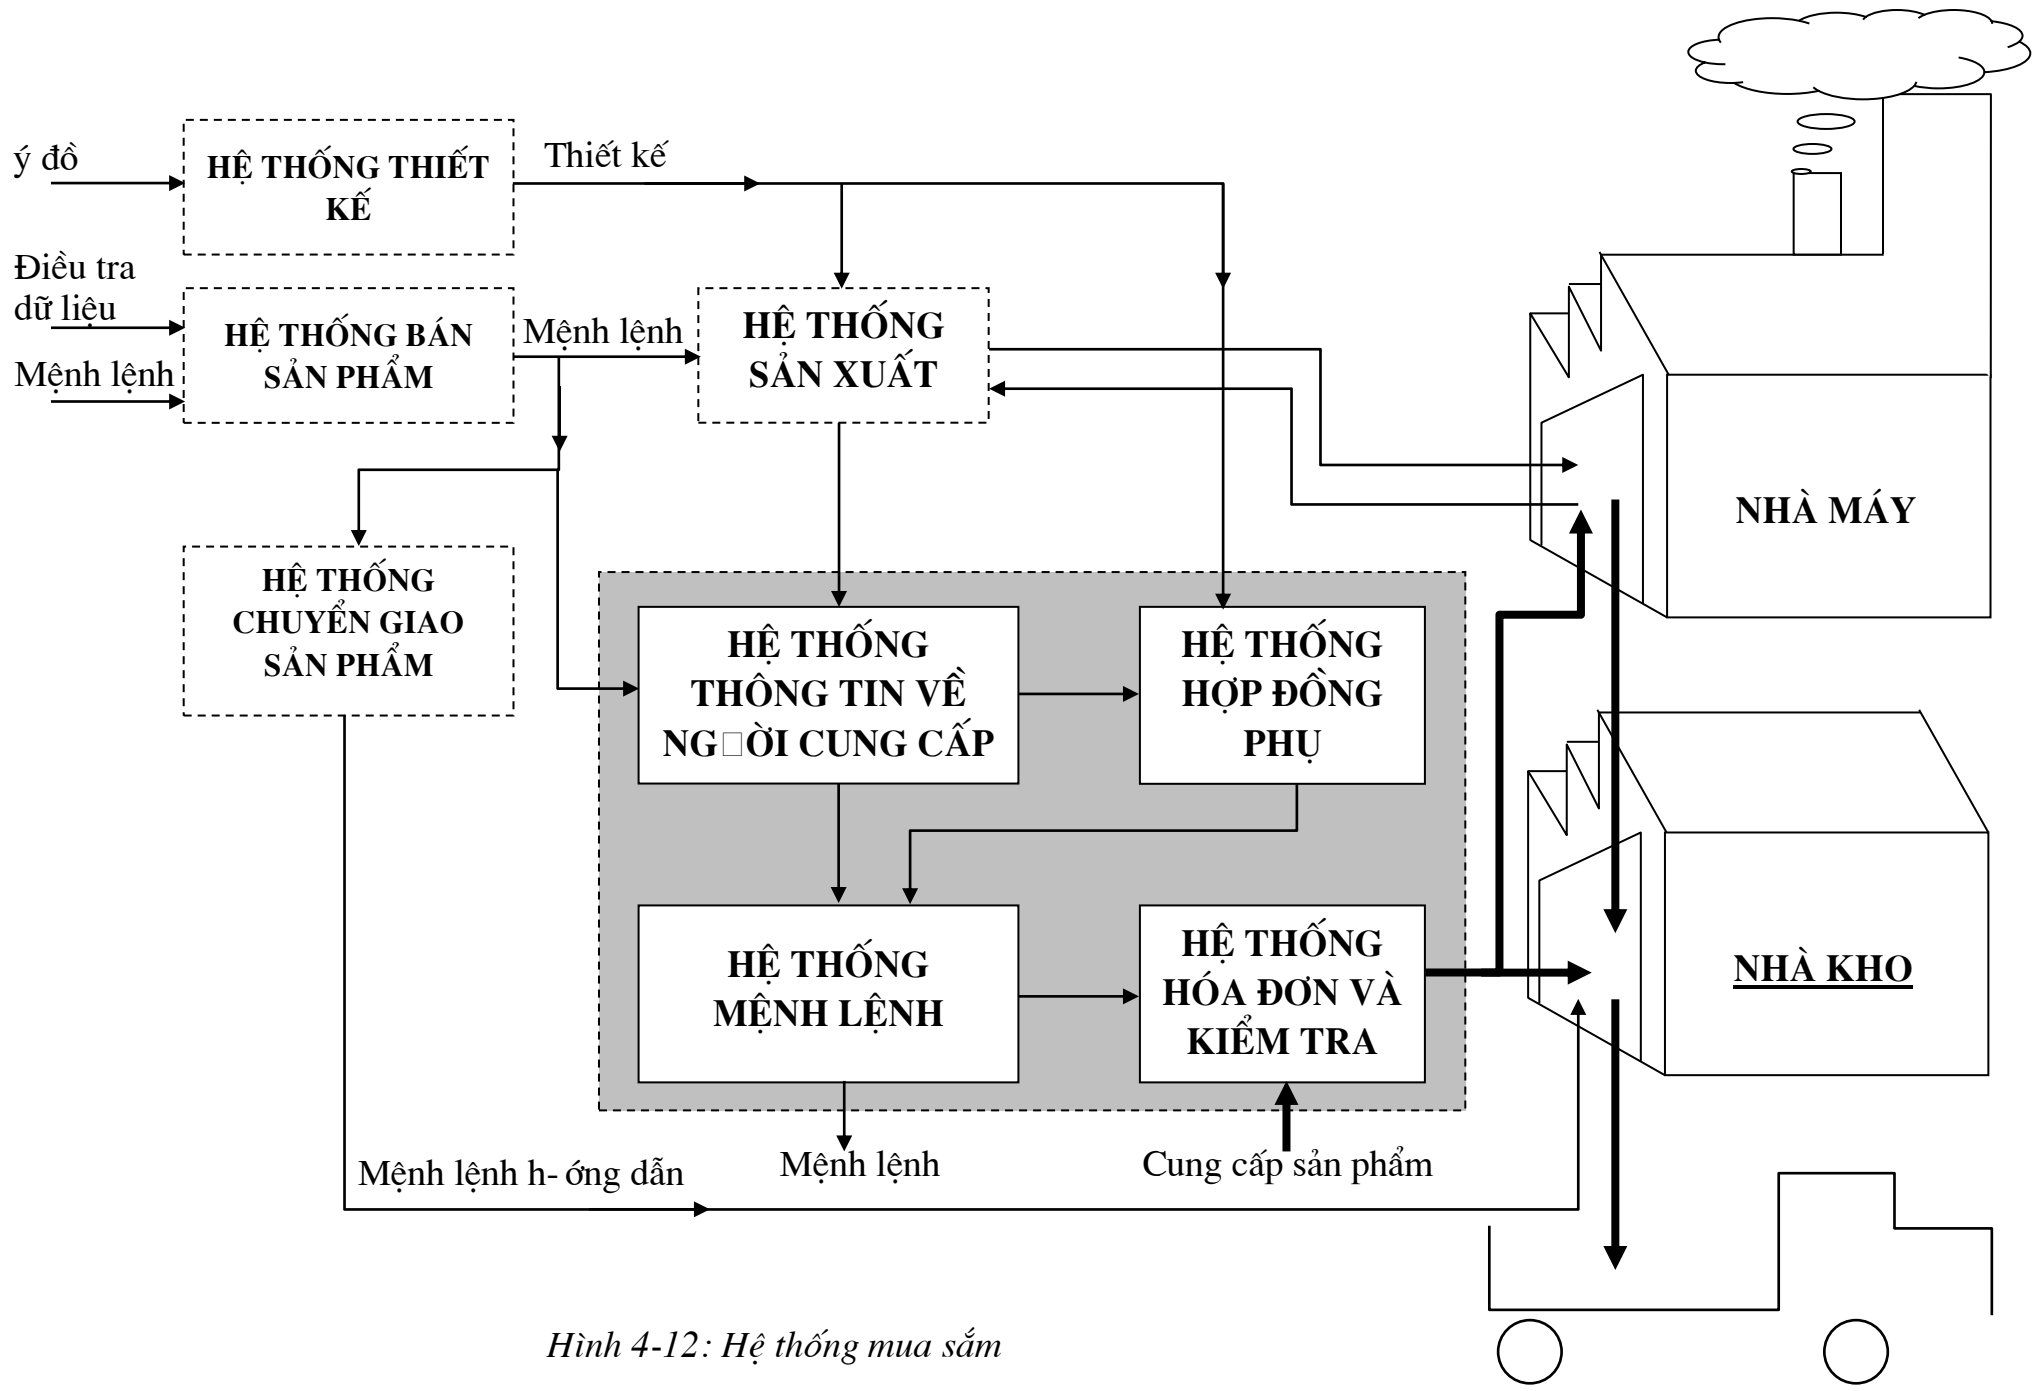 ý đồ
HỆ THỐNG THIẾT
KẾ
Thiết kế
Điều tra
dữ liệu
Mệnh lệnh
HỆ THỐNG BÁN
SẢN PHẨM
Mệnh lệnh
HỆ THỐNG
SẢN XUẤT
NHÀ MÁY
HỆ THỐNG
CHUYỂN GIAO
SẢN PHẨM
HỆ THỐNG
THÔNG TIN VỀ
NG□ỜI CUNG CẤP
HỆ THỐNG
HỢP ĐỒNG
PHỤ
HỆ THỐNG
MỆNH LỆNH
HỆ THỐNG
HÓA ĐƠN VÀ
KIỂM TRA
NHÀ KHO
Mệnh lệnh h- ớng dẫn
Mệnh lệnh
Cung cấp sản phẩm
Hình 4-12: Hệ thống mua sắm